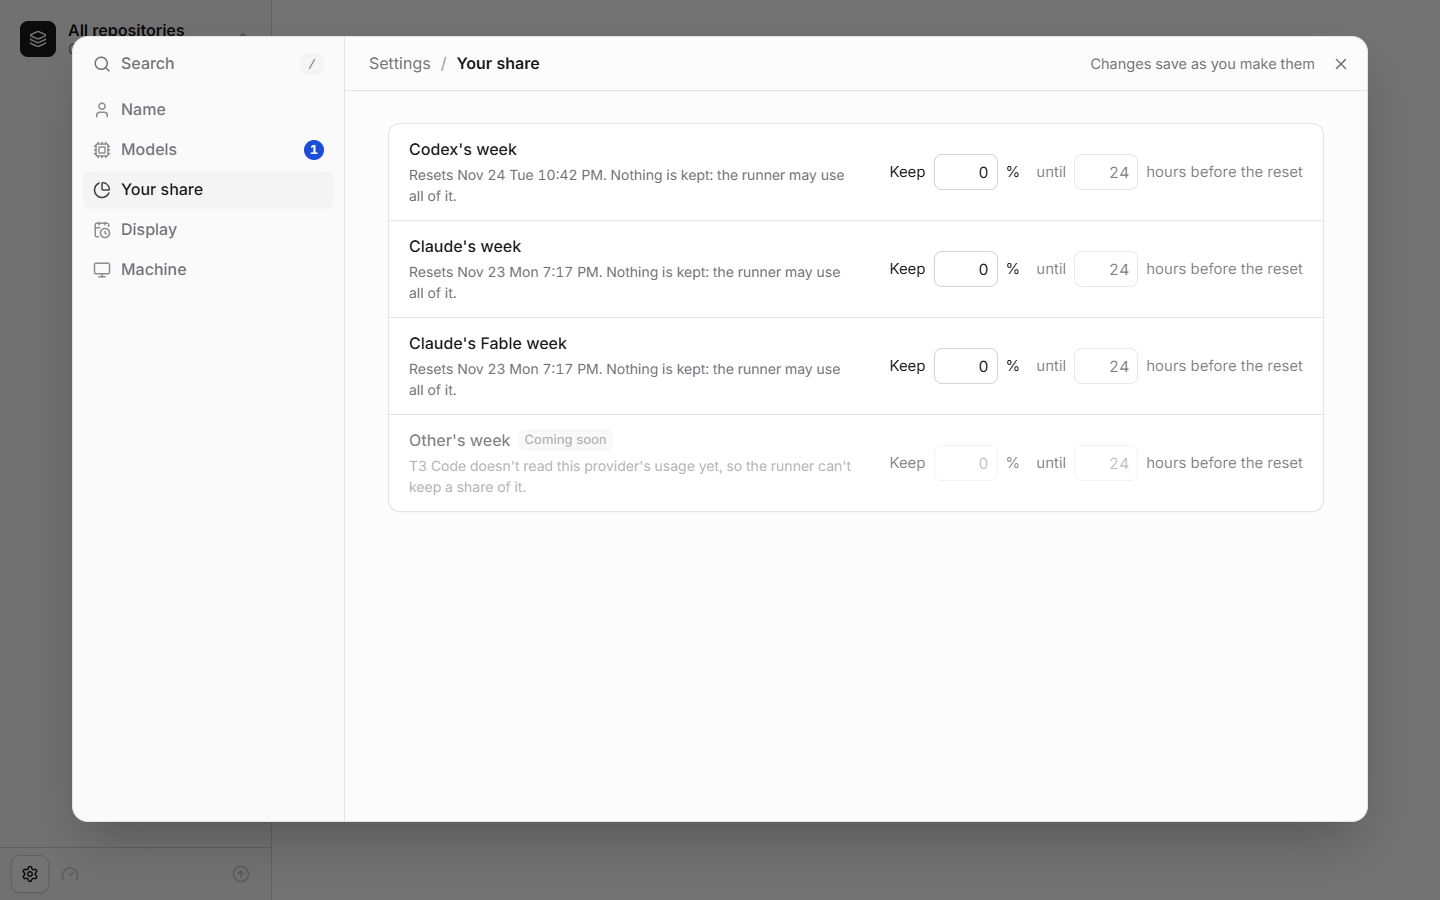 All repositories
Search /
Settings / Your share
Changes save as you make them
Name
Models 1
Your share
Display
Machine
Codex's week
Resets Nov 24 Tue 10:42 PM. Nothing is kept: the runner may use
all of it.
Keep 0 % until 24 hours before the reset
Claude's week
Resets Nov 23 Mon 7:17 PM. Nothing is kept: the runner may use
all of it.
Keep 0 % until 24 hours before the reset
Claude's Fable week
Resets Nov 23 Mon 7:17 PM. Nothing is kept: the runner may use
all of it.
Keep 0 % until 24 hours before the reset
Other's week Coming soon
T3 Code doesn't read this provider's usage yet, so the runner can't
keep a share of it.
Keep 0 % until 24 hours before the reset